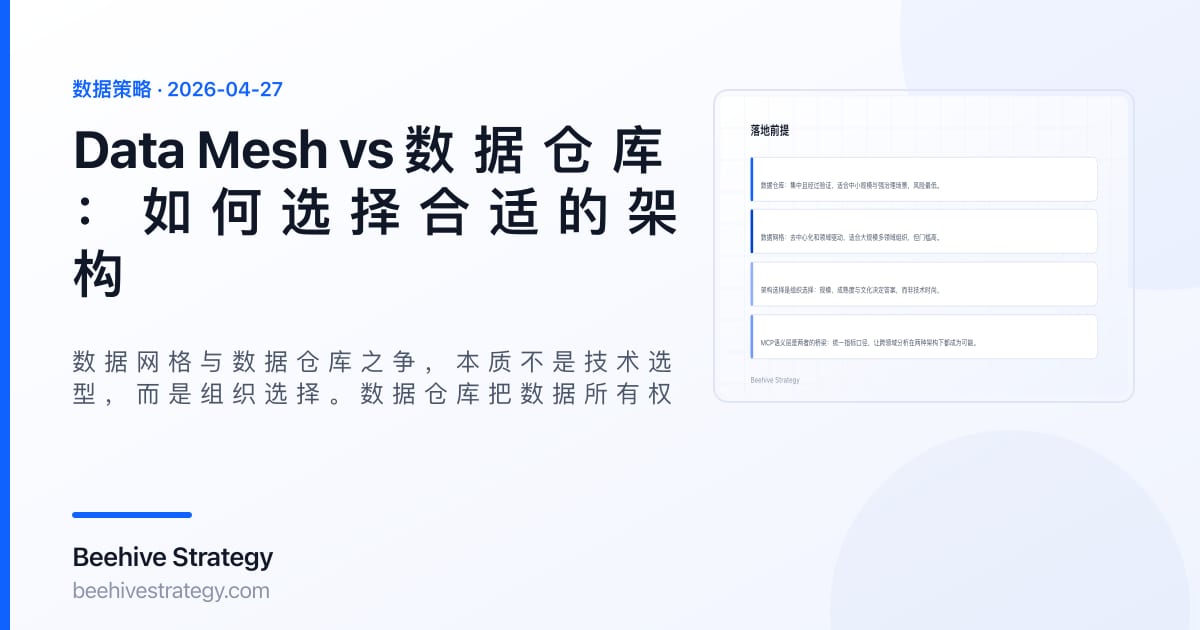 数据策略 · 2026-04-27
Data Mesh vs 数据仓库
：如何选择合适的架
构
数据网格与数据仓库之争，本质不是技术选
型，而是组织选择。数据仓库把数据所有权
Beehive Strategy
beehivestrategy.com
落地前提
数据仓库：集中且经过验证，适合中小规模与强治理场景，风险最低。
数据网格：去中心化和领域驱动，适合大规模多领域组织，但门槛高。
架构选择是组织选择：规模、成熟度与文化决定答案，而非技术时尚。
MCP语义层是两者的桥梁：统一指标口径，让跨领域分析在两种架构下都成为可能。
Beehive Strategy